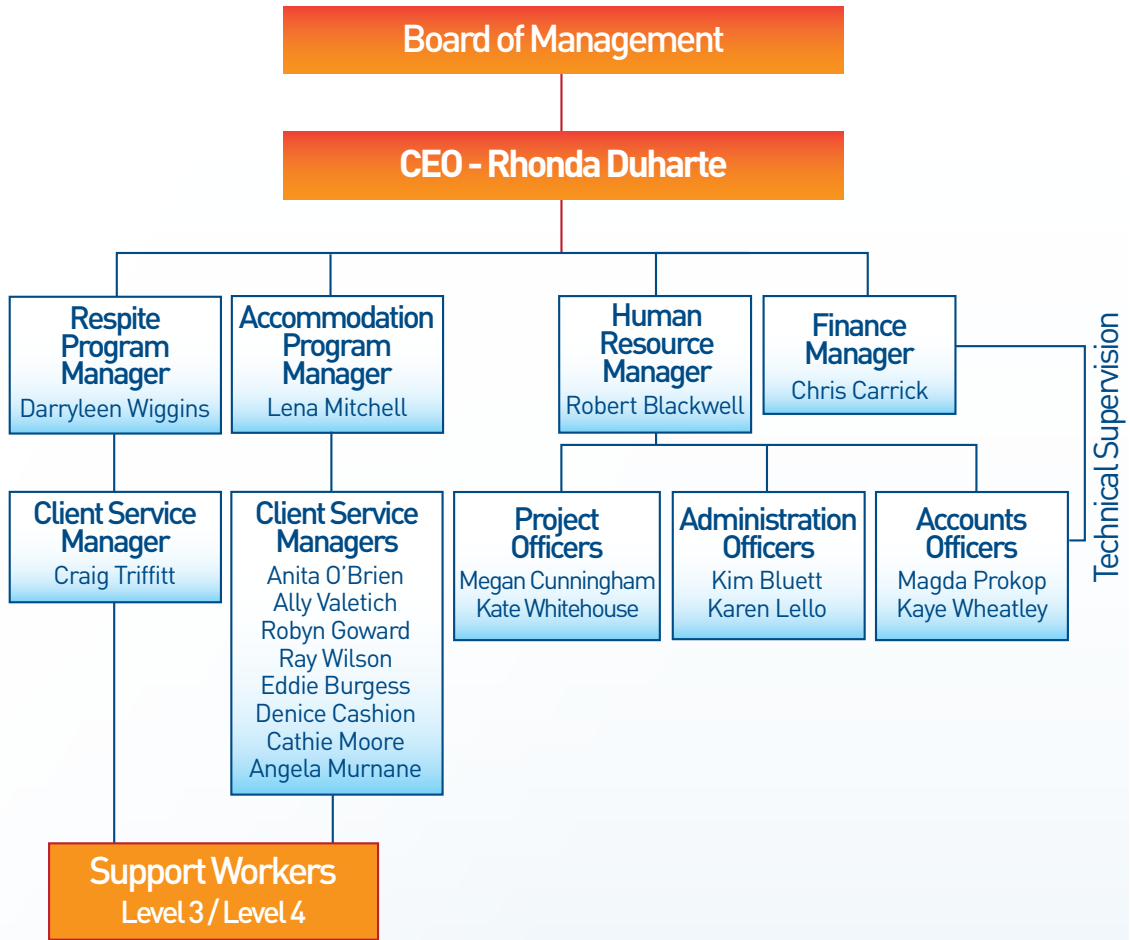 Board of Management
CEO - Rhonda Duharte
Respite
Program
Manager
Darryleen Wiggins
Accommodation
Program
Manager
Lena Mitchell
Human
Resource
Manager
Robert Blackwell
Finance
Manager
Chris Carrick
Technical Supervision
Client Service
Manager
Craig Triffitt
Client Service
Managers
Anita O'Brien
Ally Valetich
Robyn Goward
Ray Wilson
Eddie Burgess
Denice Cashion
Cathie Moore
Angela Murnane
Project
Officers
Megan Cunningham
Kate Whitehouse
Administration
Officers
Kim Bluett
Karen Lello
Accounts
Officers
Magda Prokop
Kaye Wheatley
Support Workers
Level 3 / Level 4